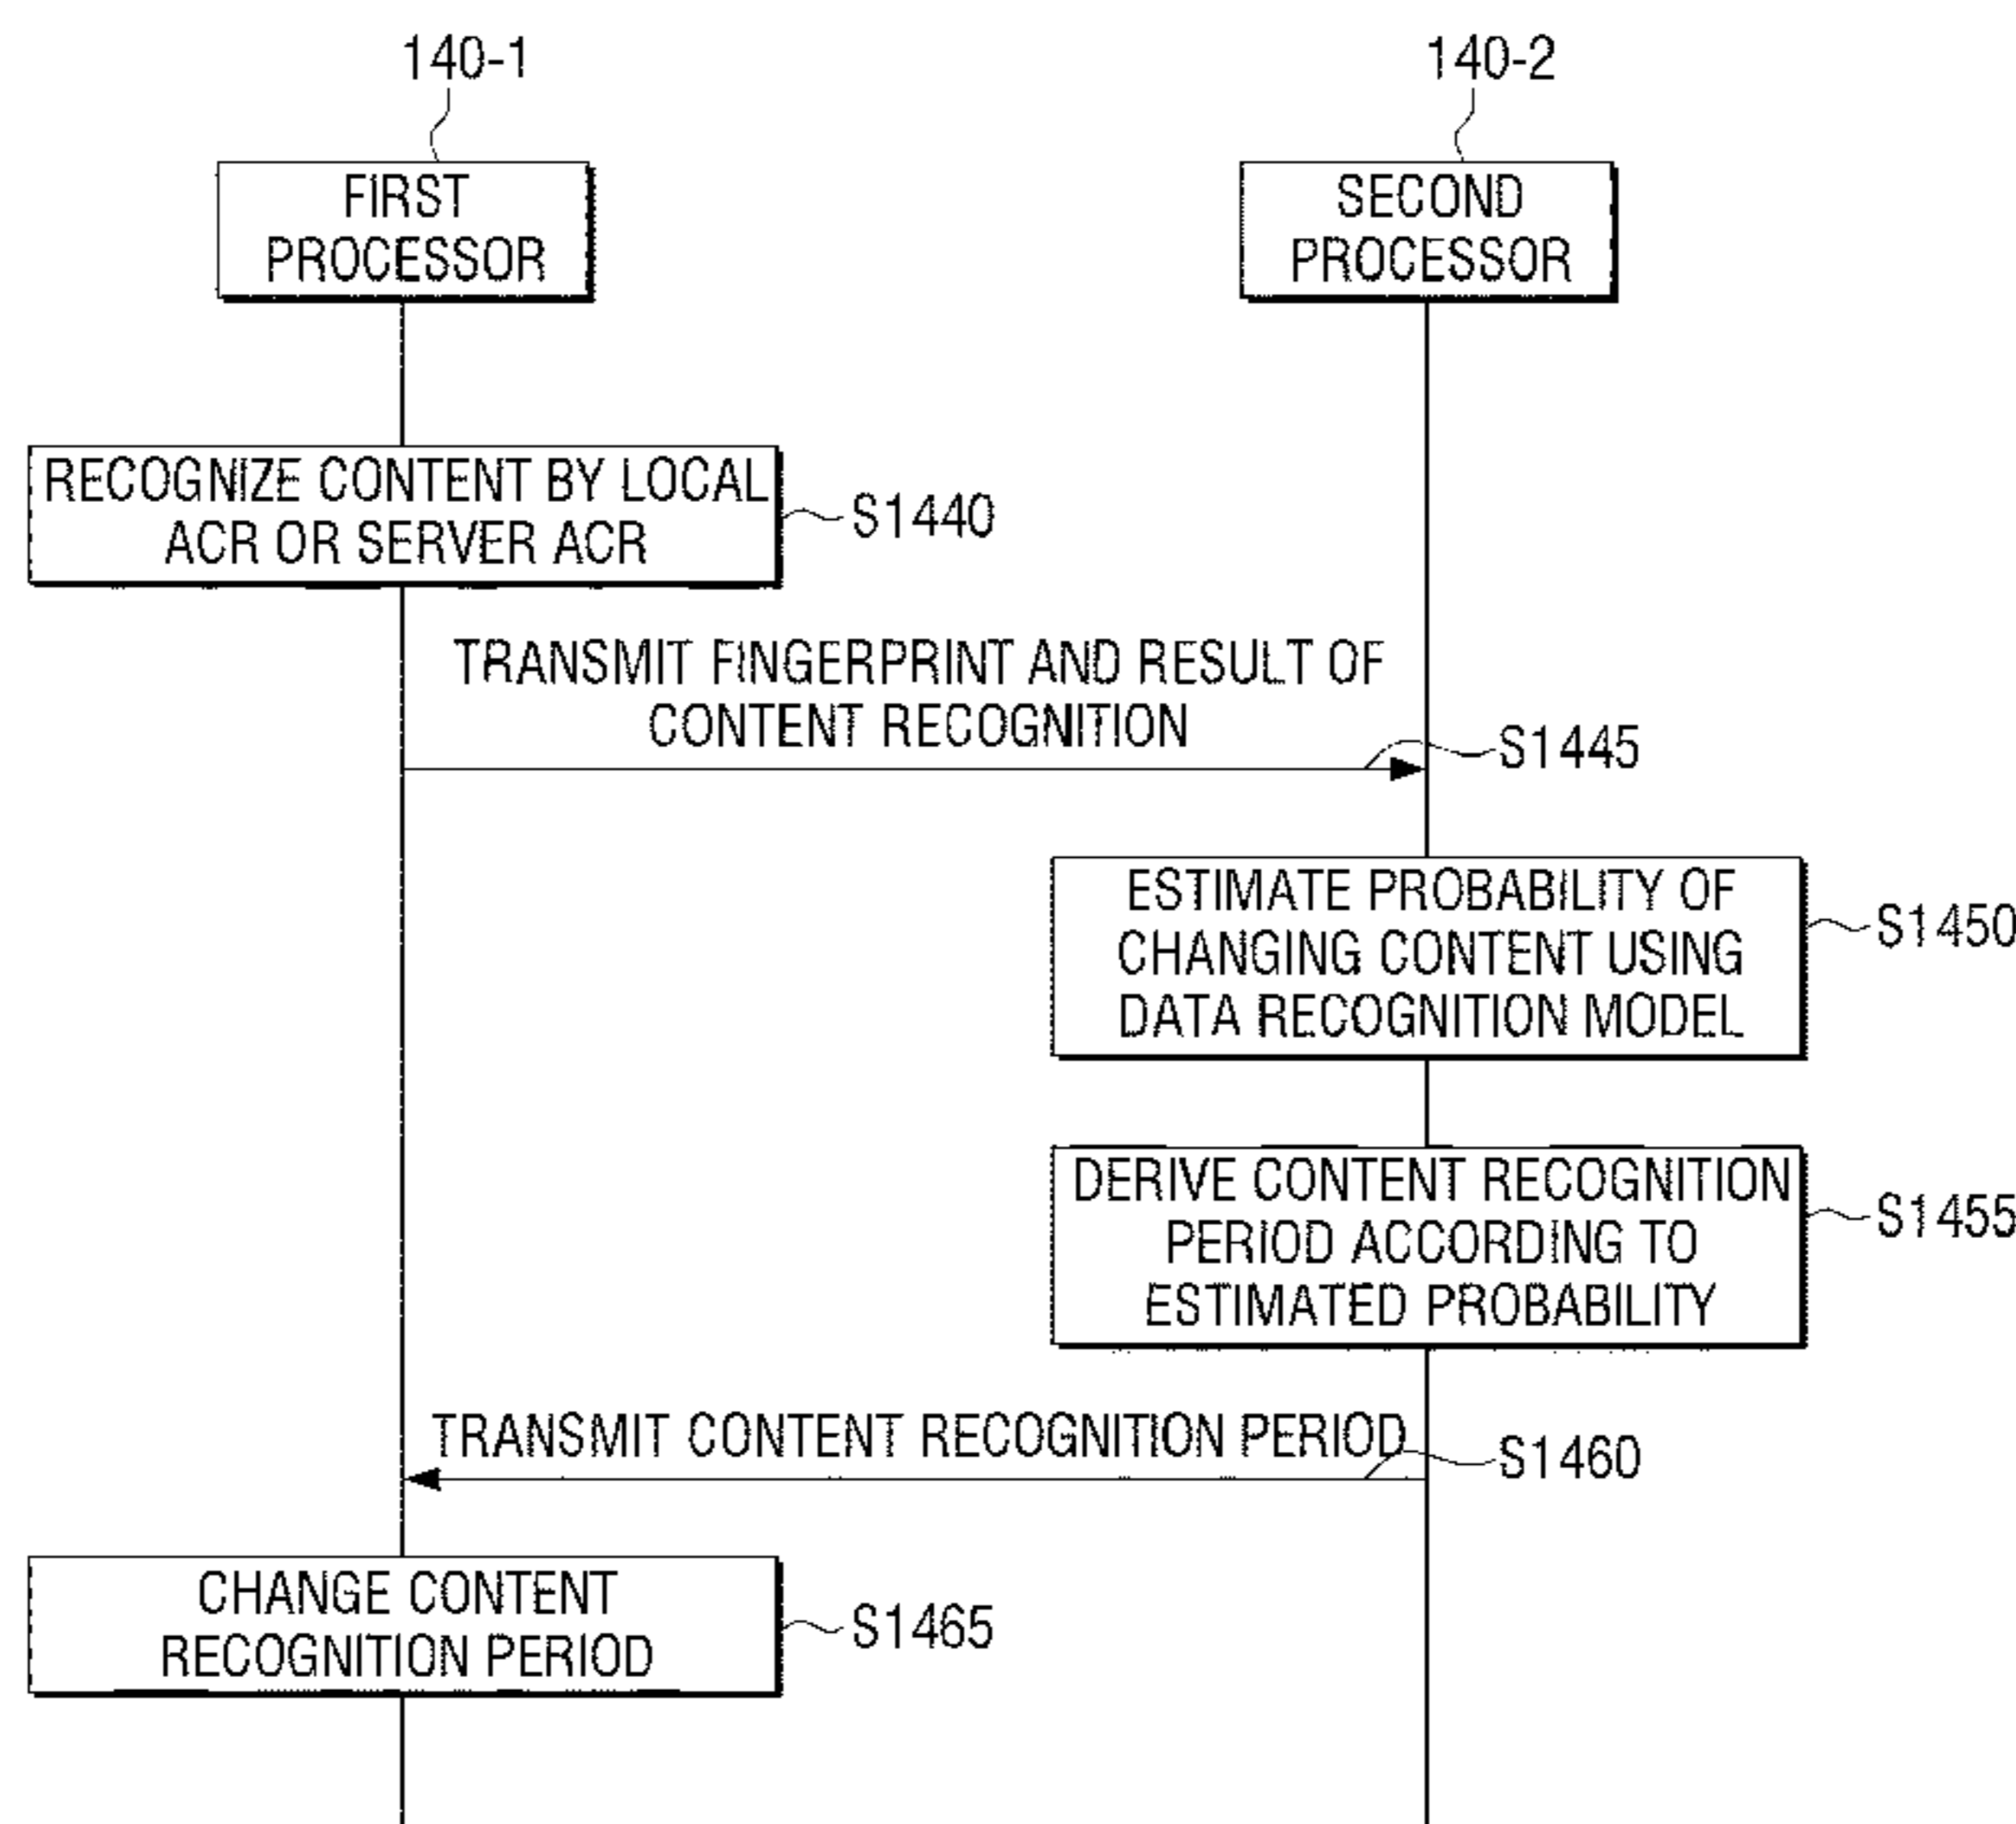 140-1
140-2
FIRST
PROCESSOR
SECOND
PROCESSOR
RECOGNIZE CONTENT BY LOCAL
ACR OR SERVER ACR
S1440
TRANSMIT FINGERPRINT AND RESULT OF
CONTENT RECOGNITION
S1445
ESTIMATE PROBABILITY OF
CHANGING CONTENT USING
DATA RECOGNITION MODEL
S1450
DERIVE CONTENT RECOGNITION
PERIOD ACCORDING TO
ESTIMATED PROBABILITY
S1455
TRANSMIT CONTENT RECOGNITION PERIOD
S1460
CHANGE CONTENT
RECOGNITION PERIOD
S1465